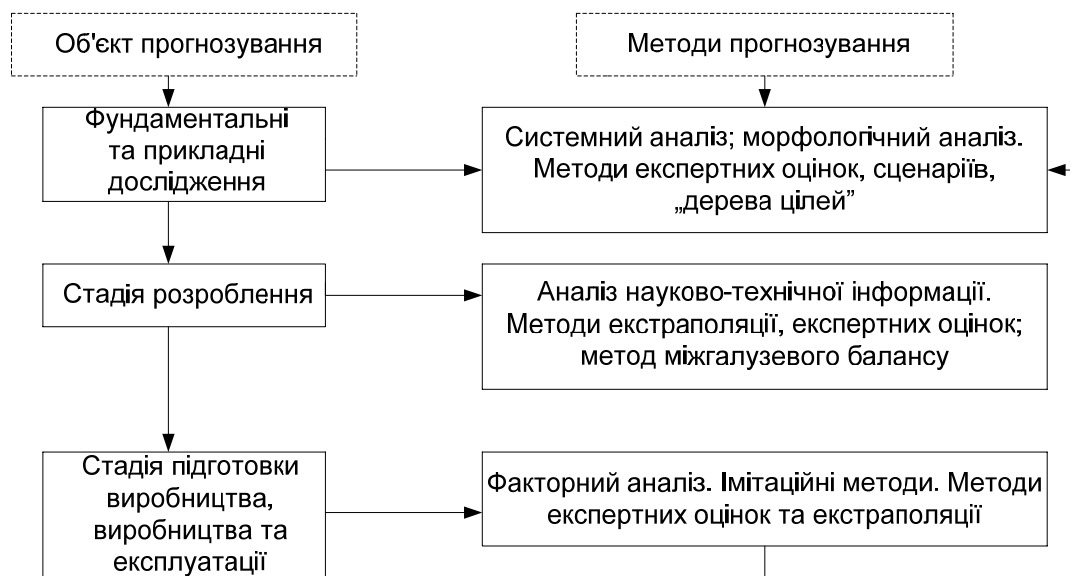 Об'єкт прогнозування
Методи прогнозування
Фундаментальні
та прикладні
дослідження
Системний аналіз; морфологічний аналіз.
Методи експертних оцінок, сценаріїв,
„дерева цілей”
Стадія розроблення
Аналіз науково-технічної інформації.
Методи екстраполяції, експертних оцінок;
метод міжгалузевого балансу
Стадія підготовки
виробництва,
виробництва та
експлуатації
Факторний аналіз. Імітаційні методи. Методи
експертних оцінок та екстраполяції